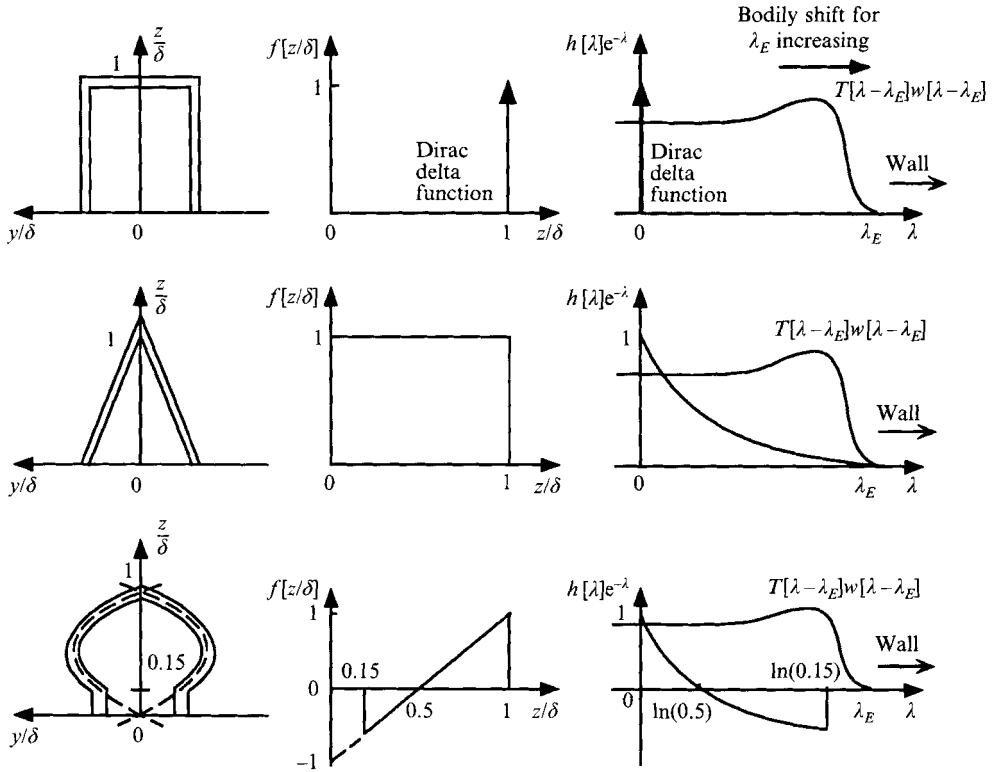 z/δ
1
y/δ
0
f[z/δ]
1
Dirac
delta
function
0
1
z/δ
Bodily shift for
λ_E increasing
h[λ]e^{-λ}
T[λ−λ_E]w[λ−λ_E]
Dirac
delta
function
Wall
0
λ_E
λ
z/δ
1
y/δ
0
f[z/δ]
1
0
1
z/δ
h[λ]e^{-λ}
1
T[λ−λ_E]w[λ−λ_E]
Wall
0
λ_E
λ
z/δ
1
0.15
y/δ
0
f[z/δ]
1
0.15
0
0.5
1
z/δ
−1
h[λ]e^{-λ}
1
T[λ−λ_E]w[λ−λ_E]
Wall
ln(0.15)
0
ln(0.5)
λ_E
λ